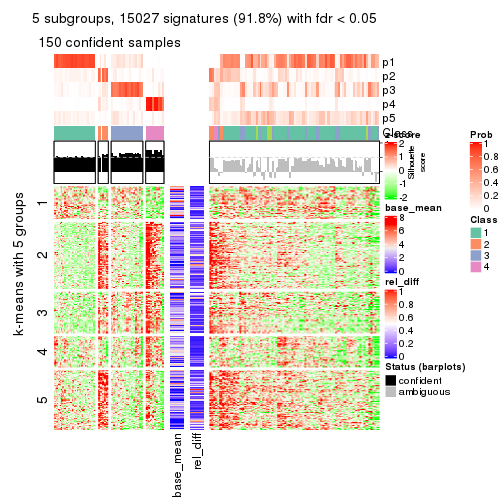 5 subgroups, 15027 signatures (91.8%) with fdr < 0.05
150 confident samples
p1
p2
p3
p4
p5
Class
Silhouette
score
z-score
2
1
0
-1
-2
Prob
1
0.8
0.6
0.4
0.2
0
Class
1
2
3
4
base_mean
8
6
4
2
0
rel_diff
1
0.8
0.6
0.4
0.2
0
Status (barplots)
confident
ambiguous
k-means with 5 groups
1
2
3
4
5
base_mean
rel_diff